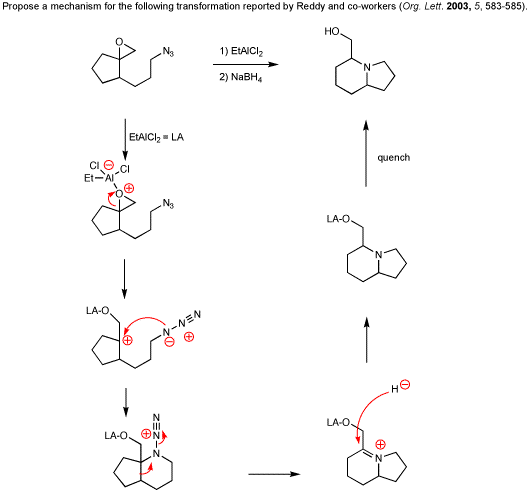 Propose a mechanism for the following transformation reported by Reddy and co-workers (Org. Lett. 2003, 5, 583-585).
O
N3
1) EtAlCl2
2) NaBH4
HO
N
EtAlCl2 = LA
quench
Cl ⊖ Cl
Et Al
O ⊕
N3
LA-O
N
LA-O
⊕
N N≡N
⊖ ⊕
H ⊖
LA-O
⊕
N
N
≡
N
N
LA-O
⊕
N